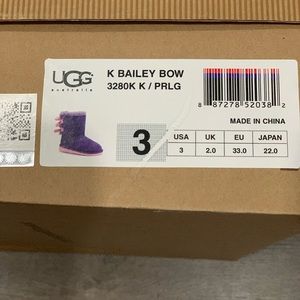 UGG
australia
K BAILEY BOW
3280K K / PRLG
8 87278 52038 2
MADE IN CHINA
3
USA UK EU JAPAN
3 2.0 33.0 22.0